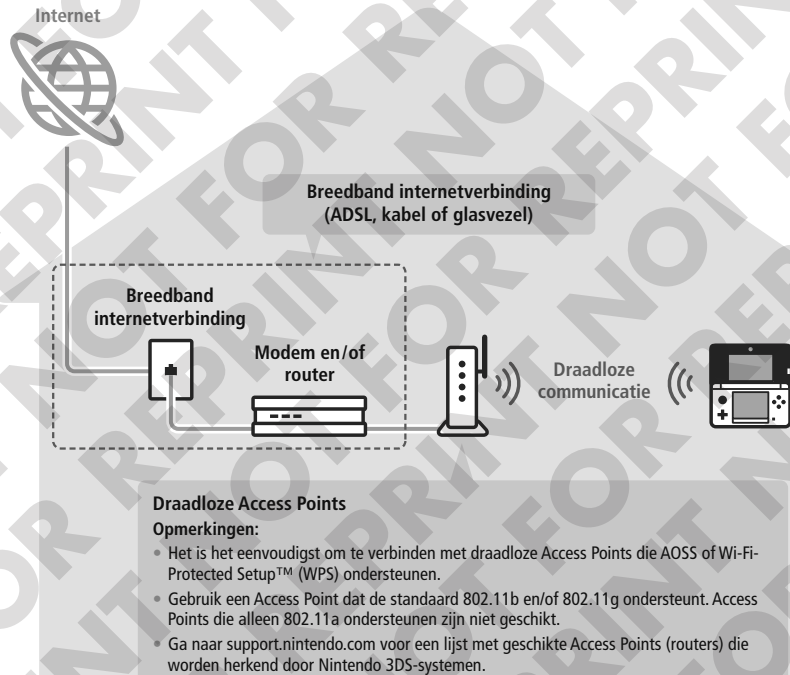 Internet
Breedband internetverbinding
(ADSL, kabel of glasvezel)
Breedband
internetverbinding
Modem en/of
router
Draadloze
communicatie
Draadloze Access Points
Opmerkingen:
• Het is het eenvoudigst om te verbinden met draadloze Access Points die AOSS of Wi-Fi-
Protected Setup™ (WPS) ondersteunen.
• Gebruik een Access Point dat de standaard 802.11b en/of 802.11g ondersteunt. Access
Points die alleen 802.11a ondersteunen zijn niet geschikt.
• Ga naar support.nintendo.com voor een lijst met geschikte Access Points (routers) die
worden herkend door Nintendo 3DS-systemen.
NOT FOR REPRINT